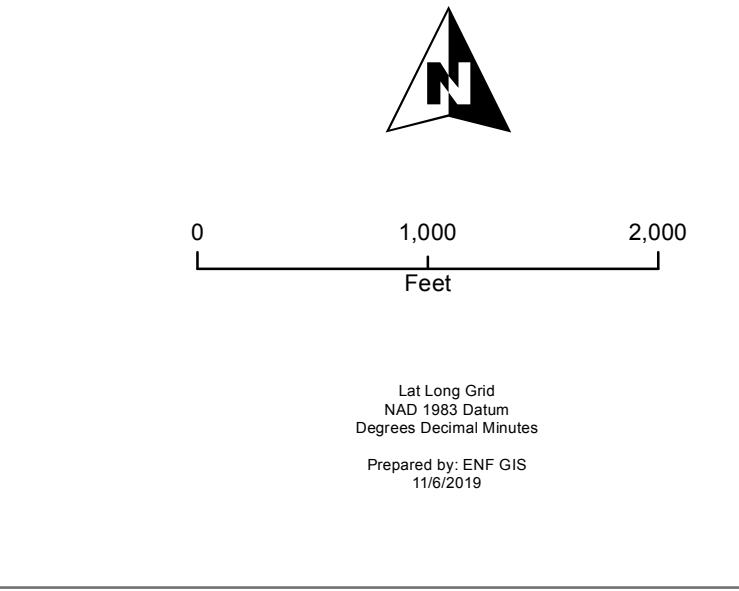 N
0 1,000 2,000
Feet
Lat Long Grid
NAD 1983 Datum
Degrees Decimal Minutes
Prepared by: ENF GIS
11/6/2019